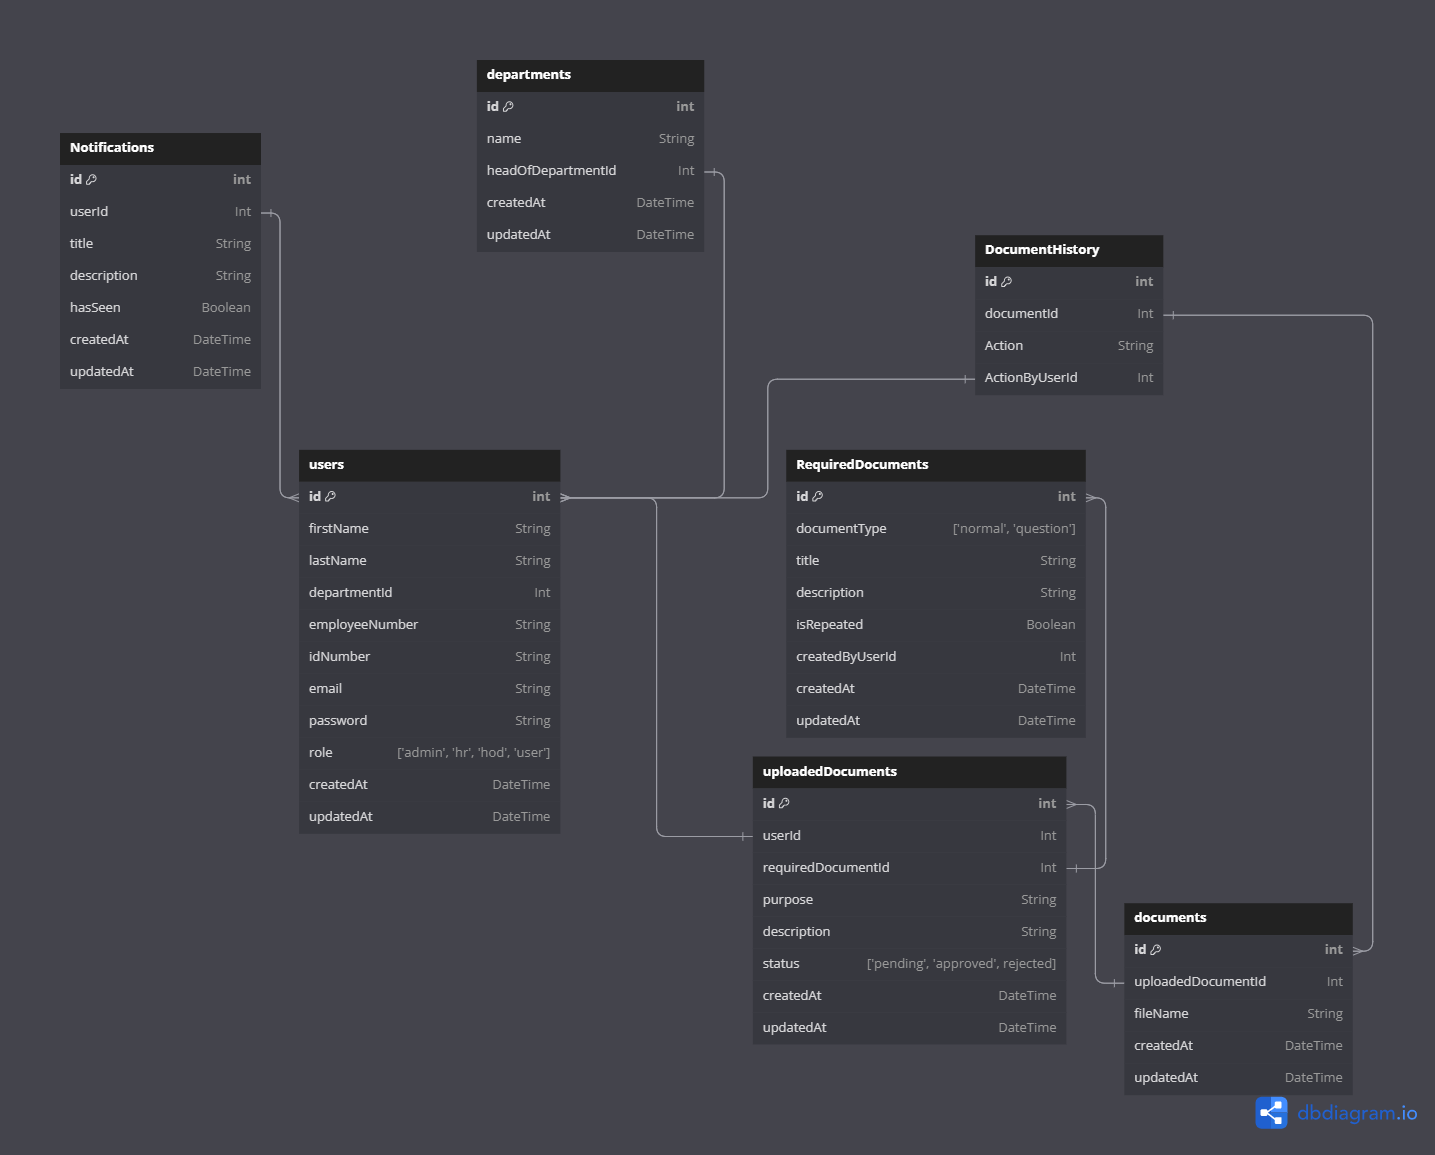 departments
id int
name String
headOfDepartmentId Int
createdAt DateTime
updatedAt DateTime
Notifications
id int
userId Int
title String
description String
hasSeen Boolean
createdAt DateTime
updatedAt DateTime
DocumentHistory
id int
documentId Int
Action String
ActionByUserId Int
users
id int
firstName String
lastName String
departmentId Int
employeeNumber String
idNumber String
email String
password String
role ['admin', 'hr', 'hod', 'user']
createdAt DateTime
updatedAt DateTime
RequiredDocuments
id int
documentType ['normal', 'question']
title String
description String
isRepeated Boolean
createdByUserId Int
createdAt DateTime
updatedAt DateTime
uploadedDocuments
id int
userId Int
requiredDocumentId Int
purpose String
description String
status ['pending', 'approved', rejected]
createdAt DateTime
updatedAt DateTime
documents
id int
uploadedDocumentId Int
fileName String
createdAt DateTime
updatedAt DateTime
dbdiagram.io